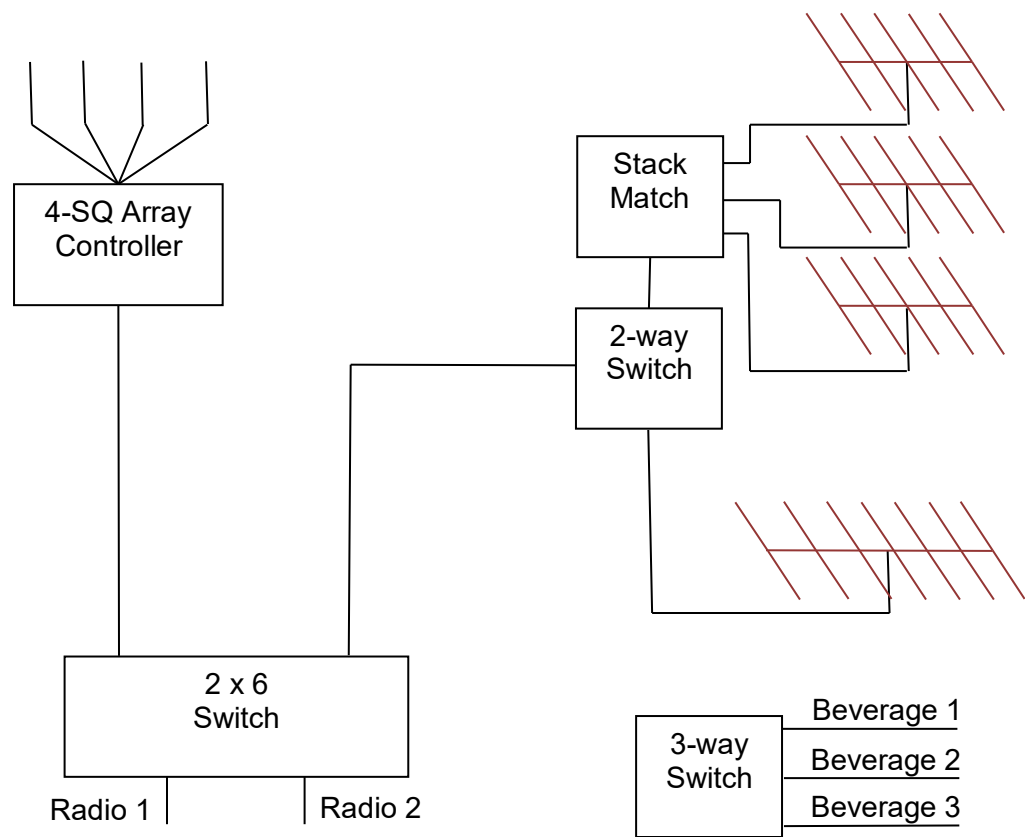 4-SQ Array
Controller
Stack
Match
2-way
Switch
2 x 6
Switch
Radio 1
Radio 2
3-way
Switch
Beverage 1
Beverage 2
Beverage 3